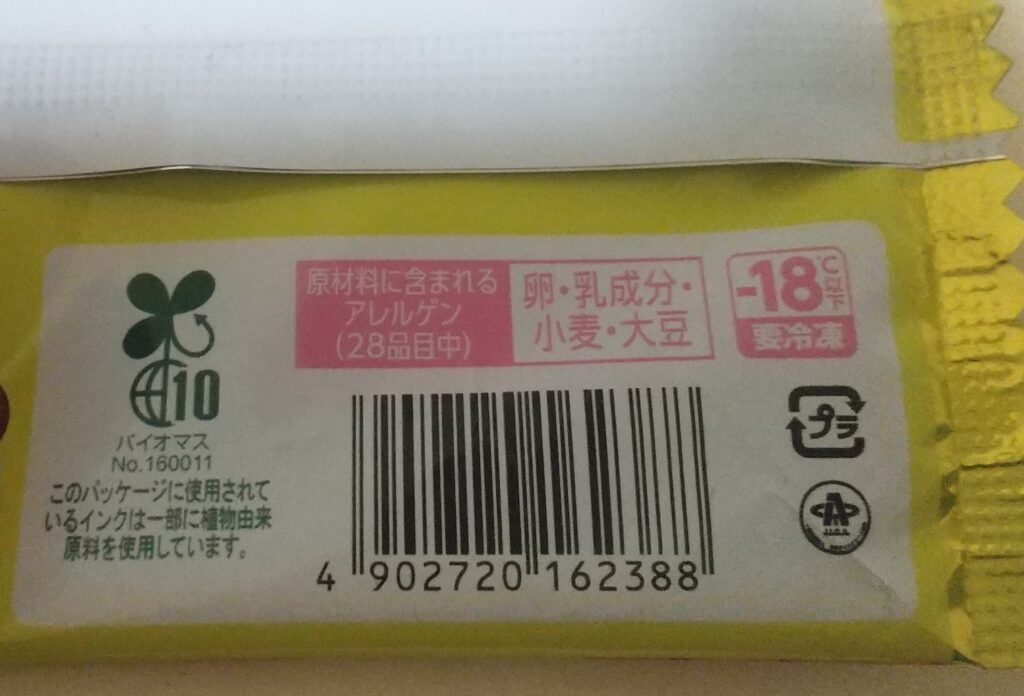 原材料に含まれる
アレルゲン
(28品目中)
卵・乳成分・
小麦・大豆
-18℃以下
要冷凍
10
バイオマス
No.160011
このパッケージに使用されて
いるインクは一部に植物由来
原料を使用しています。
プラ
4 902720 162388